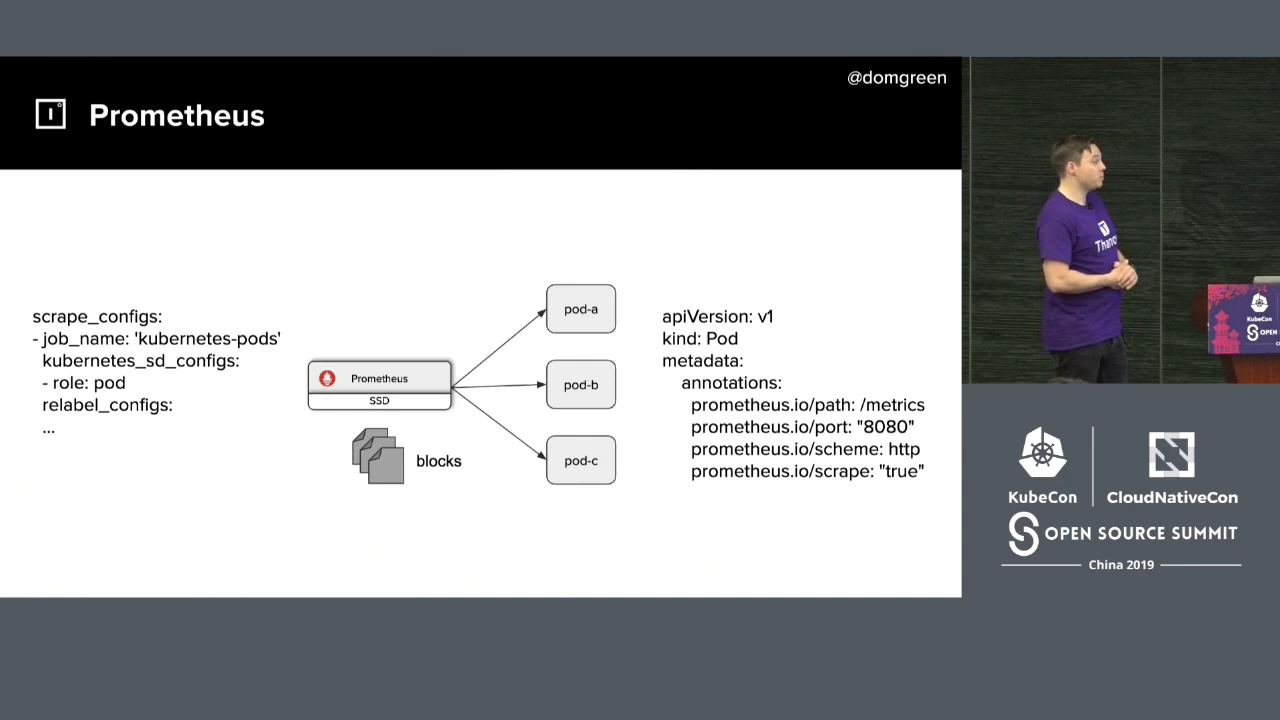 @domgreen
Prometheus
scrape_configs:
- job_name: 'kubernetes-pods'
kubernetes_sd_configs:
- role: pod
relabel_configs:
...
Prometheus
SSD
blocks
pod-a
pod-b
pod-c
apiVersion: v1
kind: Pod
metadata:
annotations:
prometheus.io/path: /metrics
prometheus.io/port: "8080"
prometheus.io/scheme: http
prometheus.io/scrape: "true"
KubeCon
OPEN
KubeCon
CloudNativeCon
OPEN SOURCE SUMMIT
China 2019